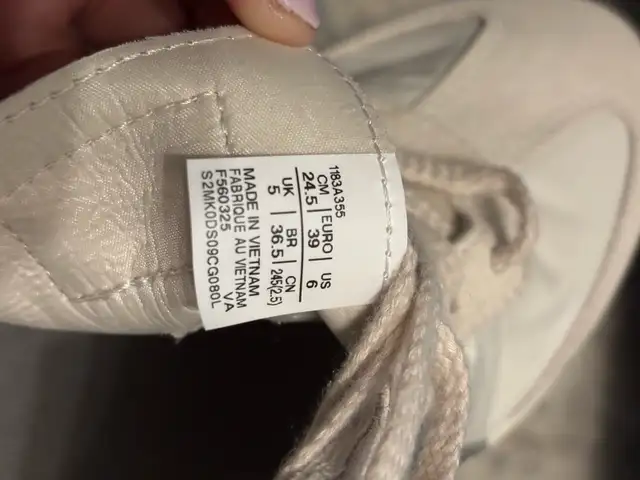 1183A355
CM | EURO | US
24.5 | 39 | 6
UK | BR | CN
5 | 36.5 | 245(2.5)
MADE IN VIETNAM
FABRIQUE AU VIETNAM
F560325 VA
S2MK0DS09CG080L